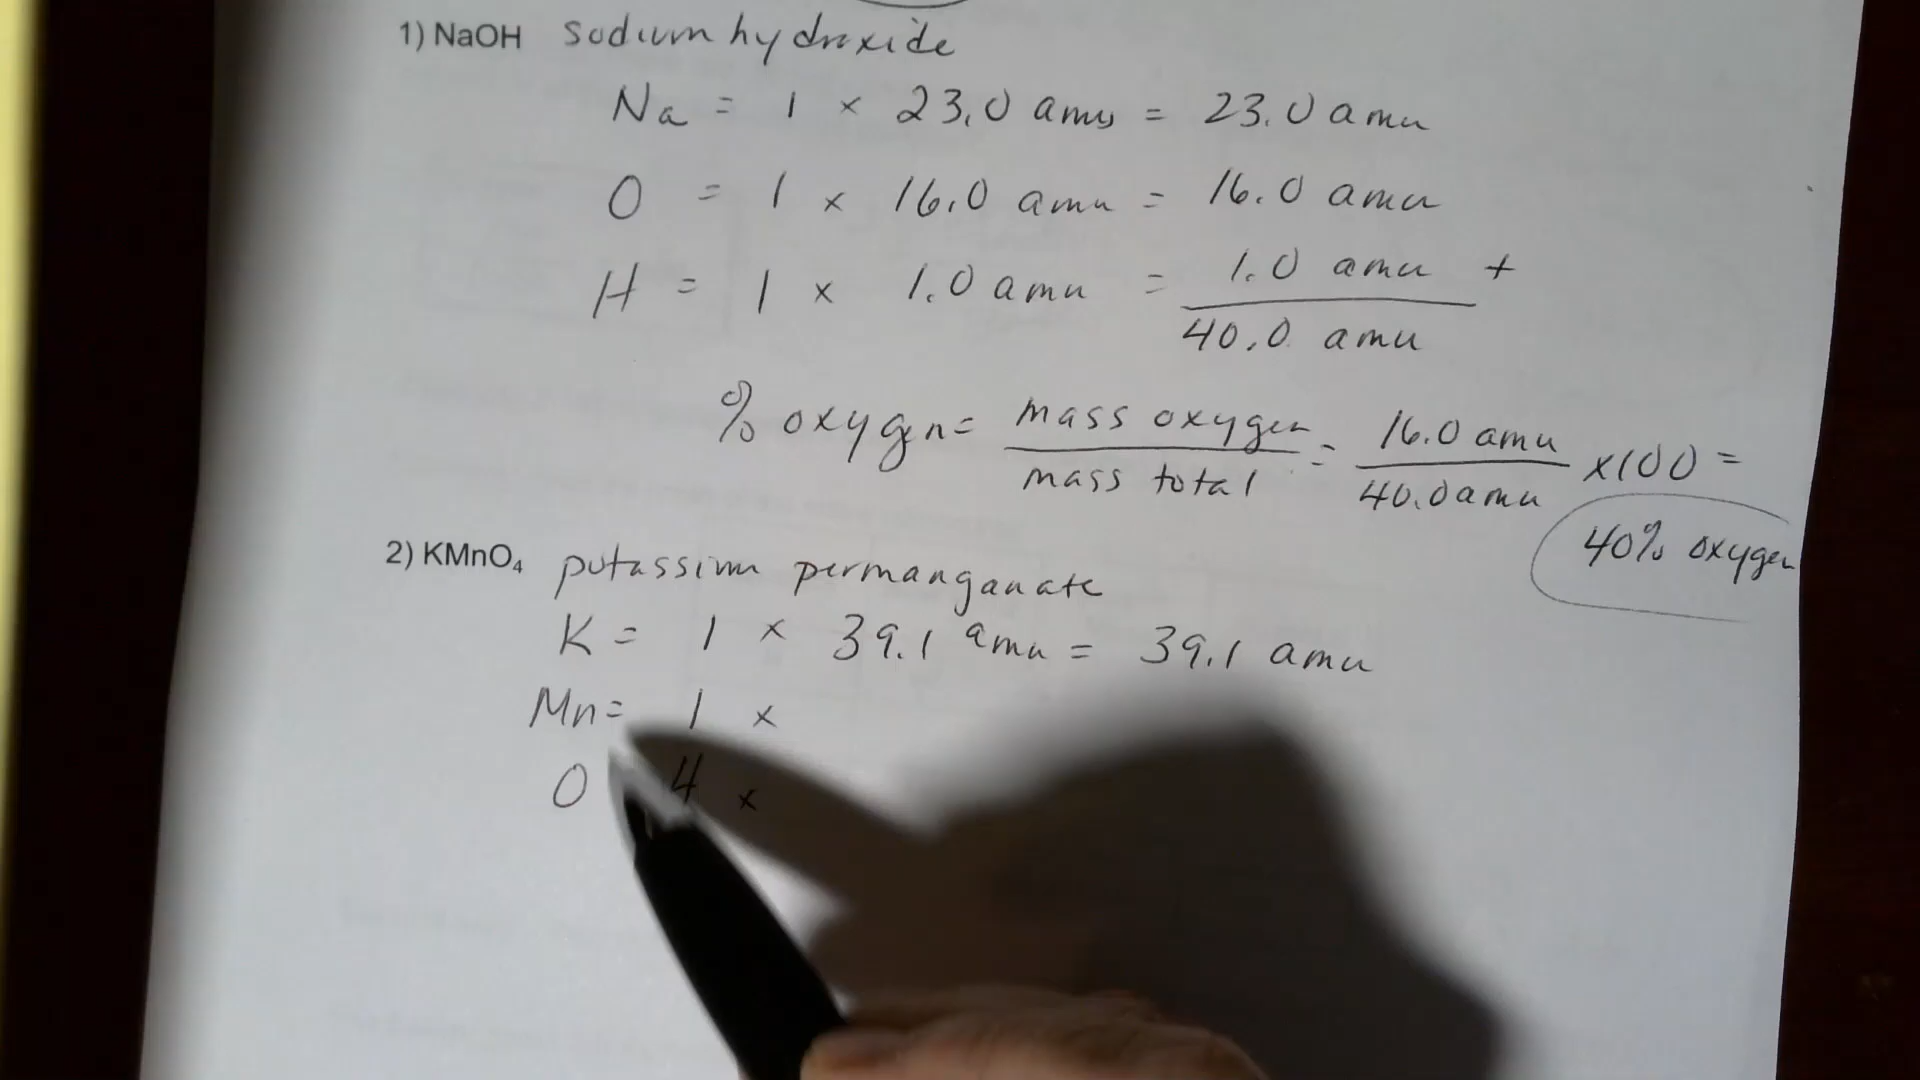 1) NaOH sodium hydroxide
Na = 1 x 23.0 amu = 23.0 amu
O = 1 x 16.0 amu = 16.0 amu
H = 1 x 1.0 amu = 1.0 amu +
40.0 amu
% oxygen = mass oxygen / mass total = 16.0 amu / 40.0 amu x100 =
40% oxygen
2) KMnO₄ potassium permanganate
K = 1 x 39.1 amu = 39.1 amu
Mn = 1 x
O 4 x